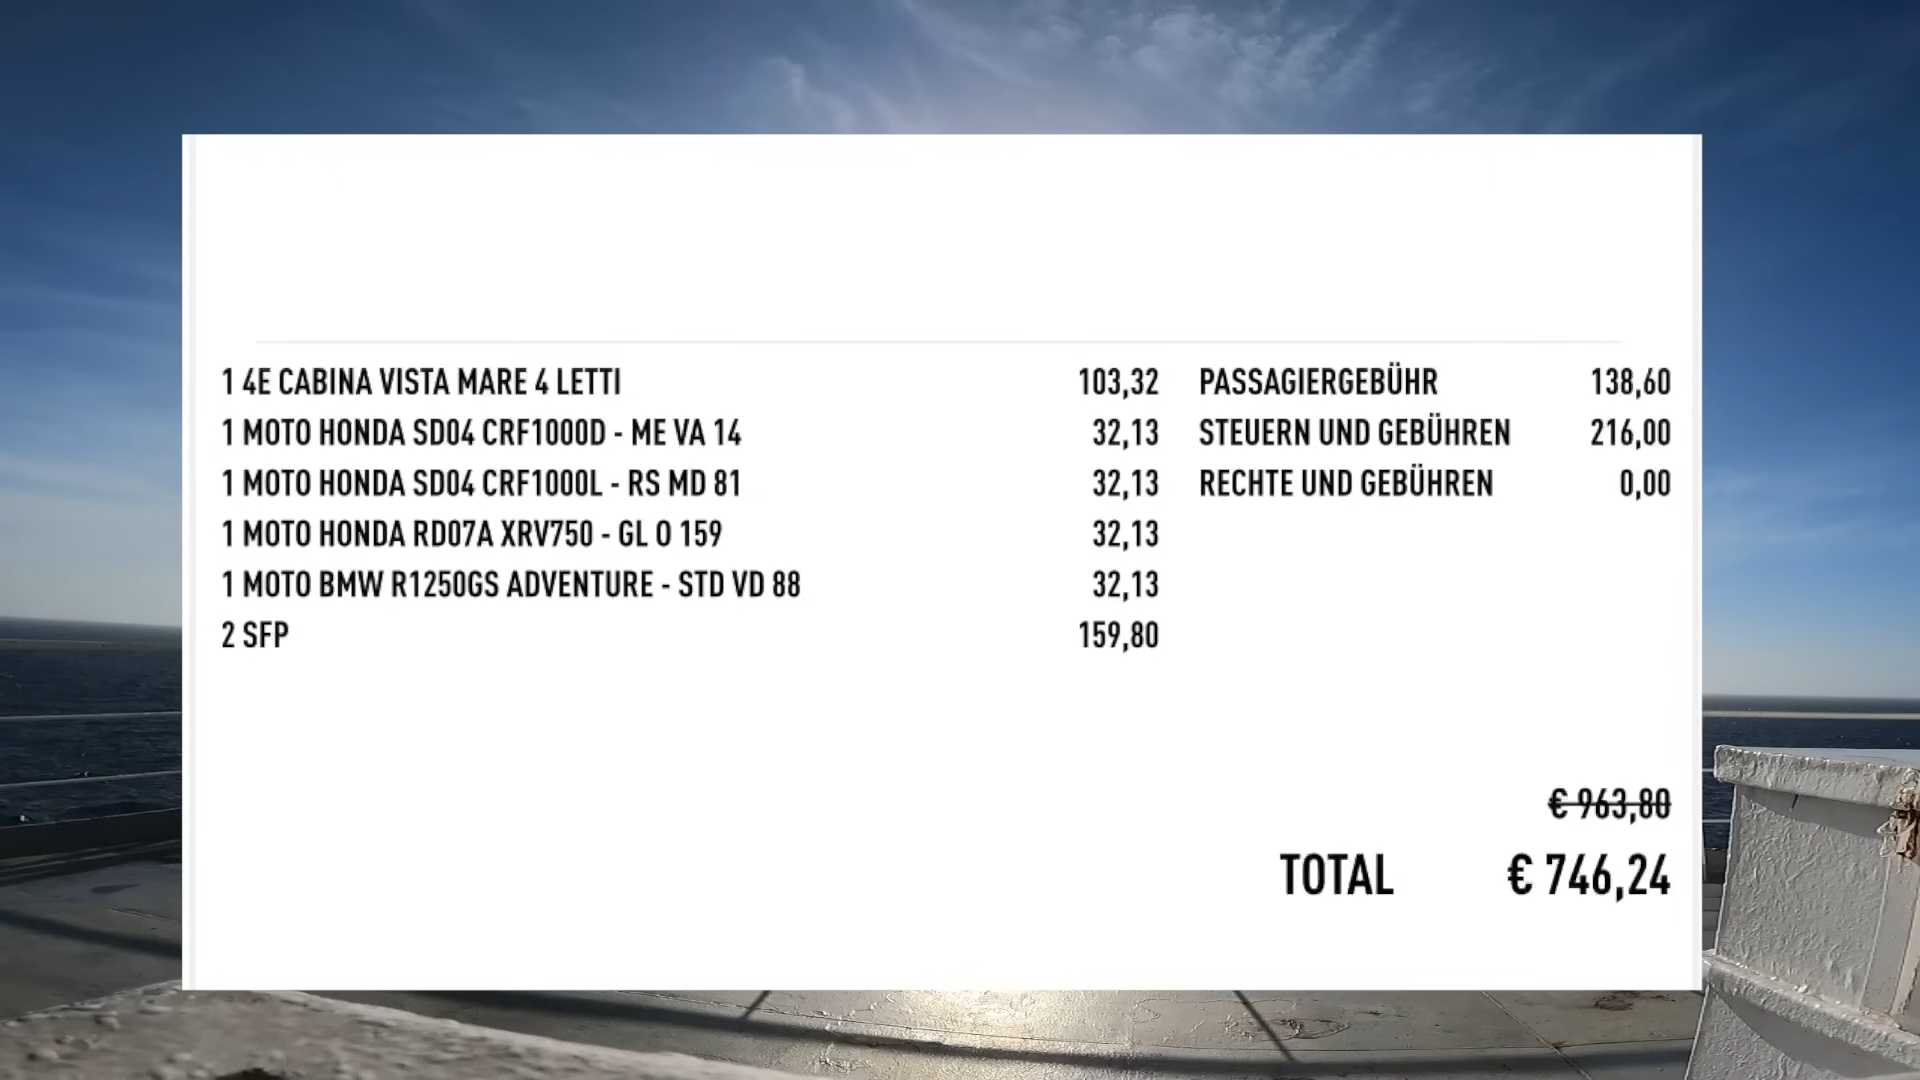 1 4E CABINA VISTA MARE 4 LETTI 103,32
1 MOTO HONDA SD04 CRF1000D - ME VA 14 32,13
1 MOTO HONDA SD04 CRF1000L - RS MD 81 32,13
1 MOTO HONDA RD07A XRV750 - GL O 159 32,13
1 MOTO BMW R1250GS ADVENTURE - STD VD 88 32,13
2 SFP 159,80
PASSAGIERGEBÜHR 138,60
STEUERN UND GEBÜHREN 216,00
RECHTE UND GEBÜHREN 0,00
€ 963,80
TOTAL € 746,24